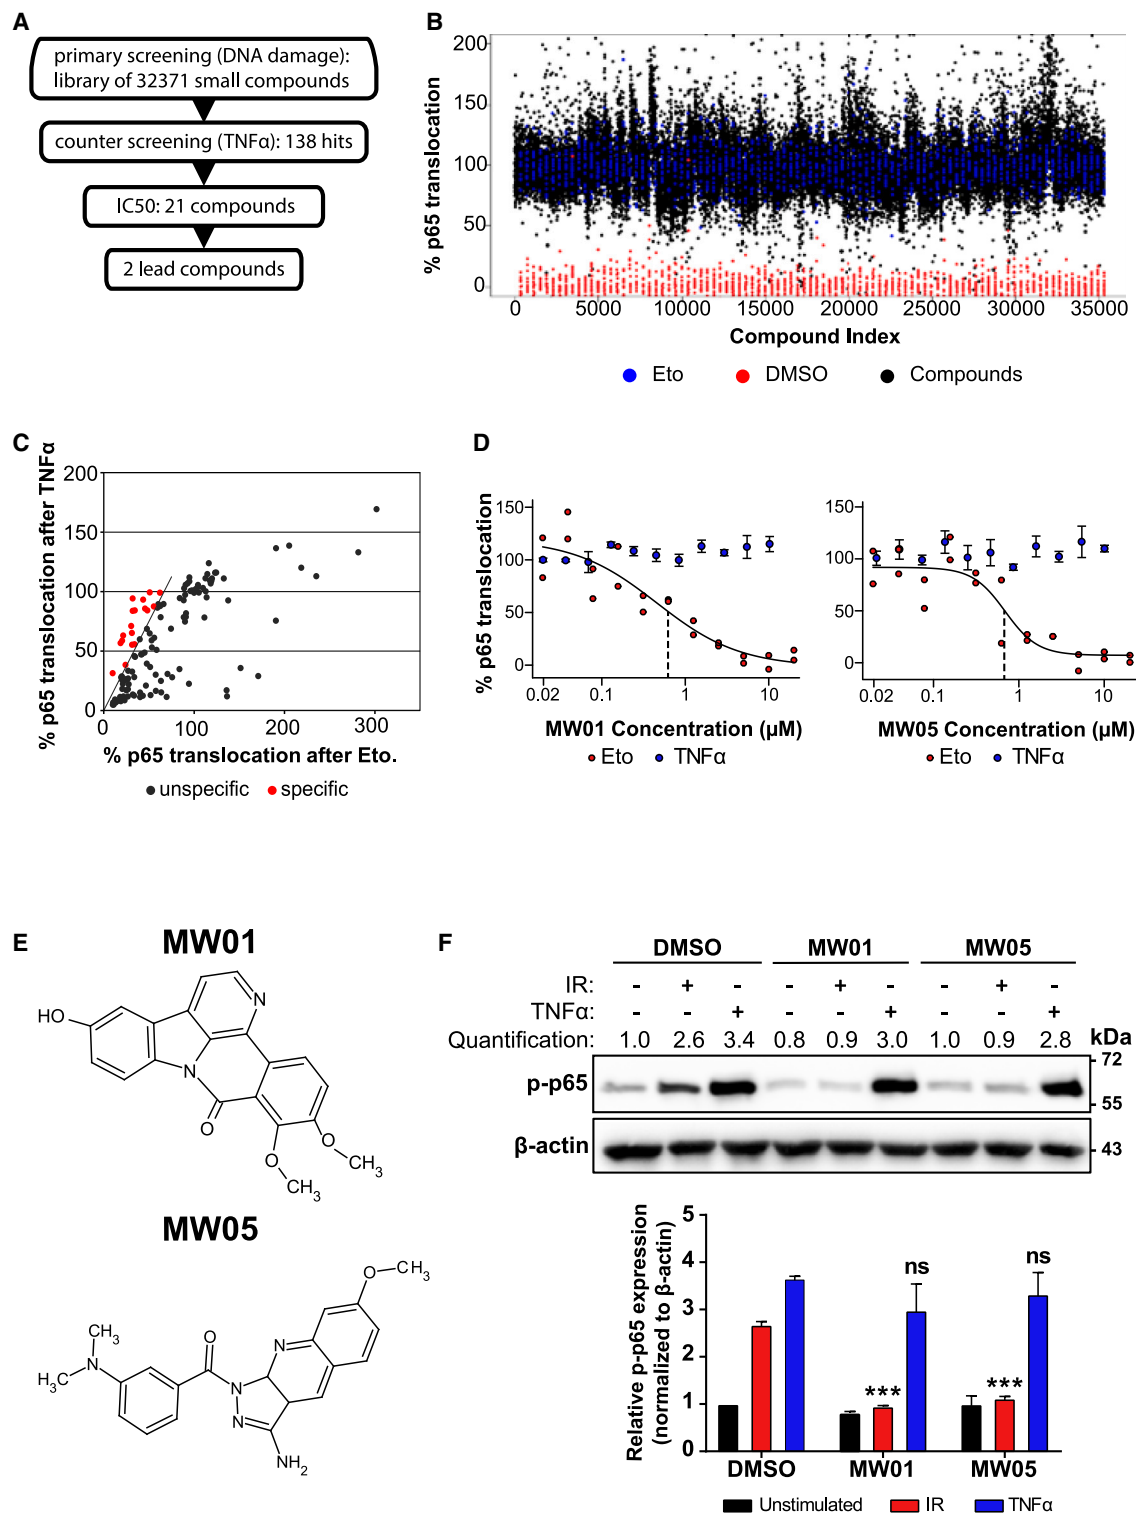 A
primary screening (DNA damage):
library of 32371 small compounds
counter screening (TNFα): 138 hits
IC50: 21 compounds
2 lead compounds
B
% p65 translocation
200
150
100
50
0
0 5000 10000 15000 20000 25000 30000 35000
Compound Index
Eto DMSO Compounds
C
% p65 translocation after TNFα
200
150
100
50
0
0 100 200 300
% p65 translocation after Eto.
unspecific specific
D
% p65 translocation
150
100
50
0
0.02 0.1 1 10
MW01 Concentration (µM)
Eto TNFα
150
100
50
0
0.02 0.1 1 10
MW05 Concentration (µM)
Eto TNFα
E
MW01
HO
N
N
O
O
CH3
O
CH3
MW05
O
CH3
CH3
N
H3C
O
N
N
N
NH2
F
DMSO MW01 MW05
IR: - + - - + - - + -
TNFα: - - + - - + - - +
Quantification: 1.0 2.6 3.4 0.8 0.9 3.0 1.0 0.9 2.8 kDa
p-p65
72
55
β-actin
43
Relative p-p65 expression
(normalized to β-actin)
5
4
3
2
1
0
*** ns *** ns
DMSO MW01 MW05
Unstimulated IR TNFα